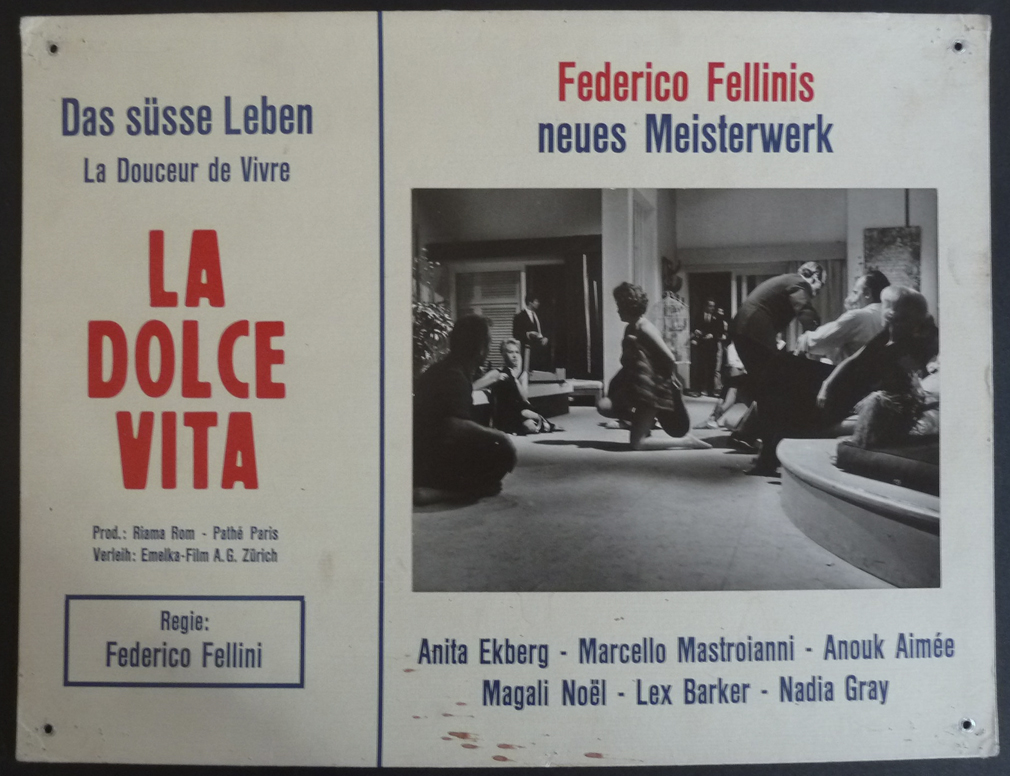 Das süsse Leben
La Douceur de Vivre
LA
DOLCE
VITA
Prod.: Riama Rom - Pathé Paris
Verleih: Emelka-Film A.G. Zürich
Regie:
Federico Fellini
Federico Fellinis
neues Meisterwerk
Anita Ekberg - Marcello Mastroianni - Anouk Aimée
Magali Noël - Lex Barker - Nadia Gray